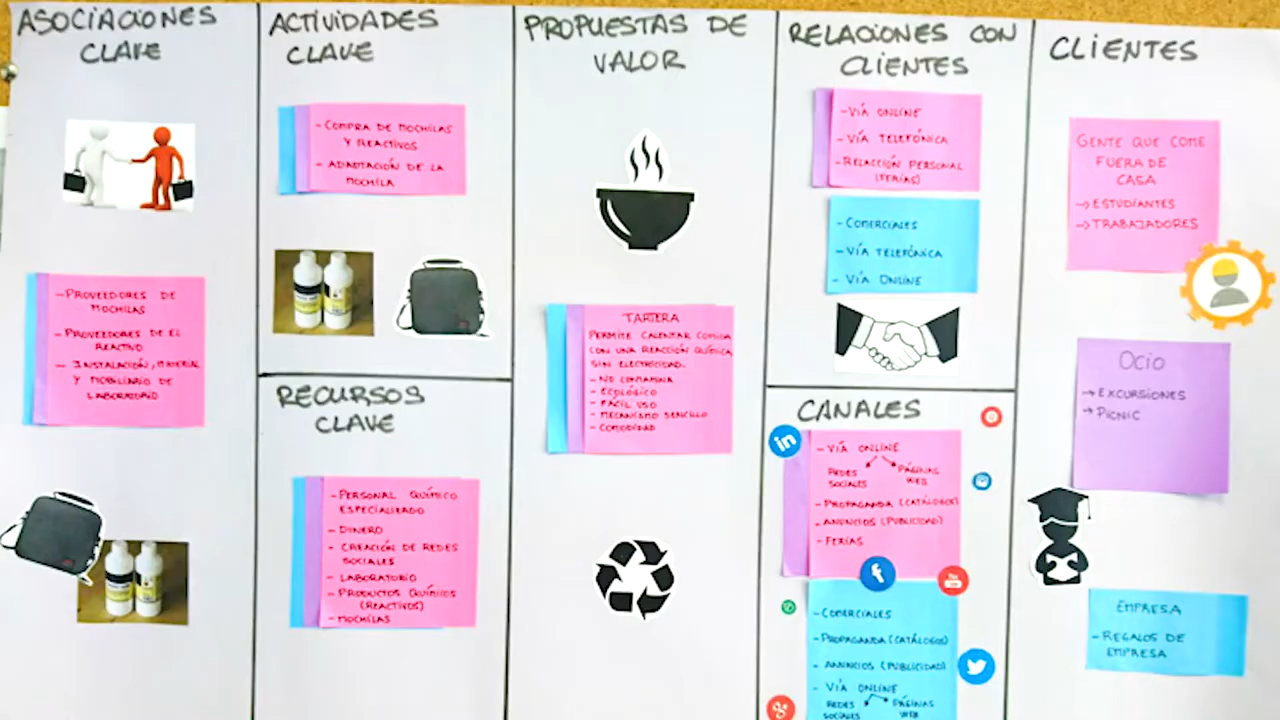 ASOCIACIONES
CLAVE
- PROVEEDORES DE
MOCHILAS
- PROVEEDORES DE EL
REACTIVO
- INSTALACIÓN, MATERIAL
Y MOBILIARIO DE
LABORATORIO
ACTIVIDADES
CLAVE
- COMPRA DE MOCHILAS
Y REACTIVOS
- ADAPTACIÓN DE LA
MOCHILA
RECURSOS
CLAVE
- PERSONAL QUÍMICO
ESPECIALIZADO
- DINERO
- CREACIÓN DE REDES
SOCIALES
- LABORATORIO
- PRODUCTOS QUÍMICOS
(REACTIVOS)
- MOCHILAS
PROPUESTAS DE
VALOR
TARTERA
PERMITE CALENTAR COMIDA
CON UNA REACCIÓN QUÍMICA
SIN ELECTRICIDAD.
- NO CONTAMINA
- ECOLÓGICO
- FÁCIL USO
- MECANISMO SENCILLO
- COMODIDAD
RELACIONES CON
CLIENTES
- VÍA ONLINE
- VÍA TELEFÓNICA
- RELACCIÓN PERSONAL
(FERIAS)
- COMERCIALES
- VÍA TELEFÓNICA
- VÍA ONLINE
CANALES
in
- VÍA ONLINE
REDES SOCIALES PÁGINAS WEB
- PROPAGANDA (CATÁLOGOS)
- ANUNCIOS (PUBLICIDAD)
- FERIAS
f
You
- COMERCIALES
- PROPAGANDA (CATÁLOGOS)
- ANUNCIOS (PUBLICIDAD)
- VÍA ONLINE
REDES SOCIALES PÁGINAS WEB
CLIENTES
GENTE QUE COME
FUERA DE
CASA
→ ESTUDIANTES
→ TRABAJADORES
OCIO
→ EXCURSIONES
→ PICNIC
EMPRESA
- REGALOS DE
EMPRESA